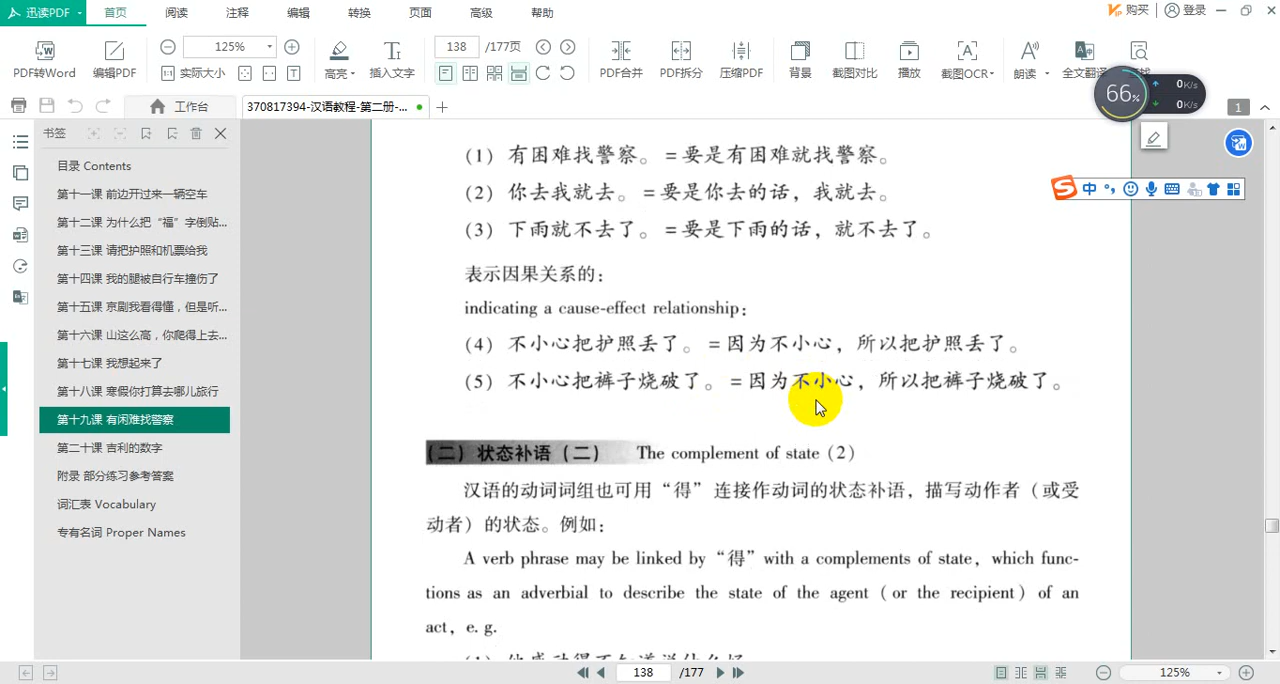 迅读PDF 首页 阅读 注释 编辑 转换 页面 高级 帮助 购买 登录
125% 138 /177页
PDF转Word 编辑PDF 实际大小 高亮 插入文字 PDF合并 PDF拆分 压缩PDF 背景 截图对比 播放 截图OCR 朗读 全文翻译
66% 0K/s
0K/s
工作台 370817394-汉语教程-第二册-... 1
书签
目录 Contents
第十一课 前边开过来一辆空车
第十二课 为什么把“福”字倒贴...
第十三课 请把护照和机票给我
第十四课 我的腿被自行车撞伤了
第十五课 京剧我看得懂，但是听...
第十六课 山这么高，你爬得上去...
第十七课 我想起来了
第十八课 寒假你打算去哪儿旅行
第十九课 有闲难找警察
第二十课 吉利的数字
附录 部分练习参考答案
词汇表 Vocabulary
专有名词 Proper Names
中
（1）有困难找警察。＝要是有困难就找警察。
（2）你去我就去。＝要是你去的话，我就去。
（3）下雨就不去了。＝要是下雨的话，就不去了。
表示因果关系的：
indicating a cause-effect relationship:
（4）不小心把护照丢了。＝因为不小心，所以把护照丢了。
（5）不小心把裤子烧破了。＝因为不小心，所以把裤子烧破了。
（二）状态补语（二） The complement of state (2)
汉语的动词词组也可用“得”连接作动词的状态补语，描写动作者（或受
动者）的状态。例如：
A verb phrase may be linked by “得” with a complements of state, which func-
tions as an adverbial to describe the state of the agent (or the recipient) of an
act, e. g.
138 /177 125%